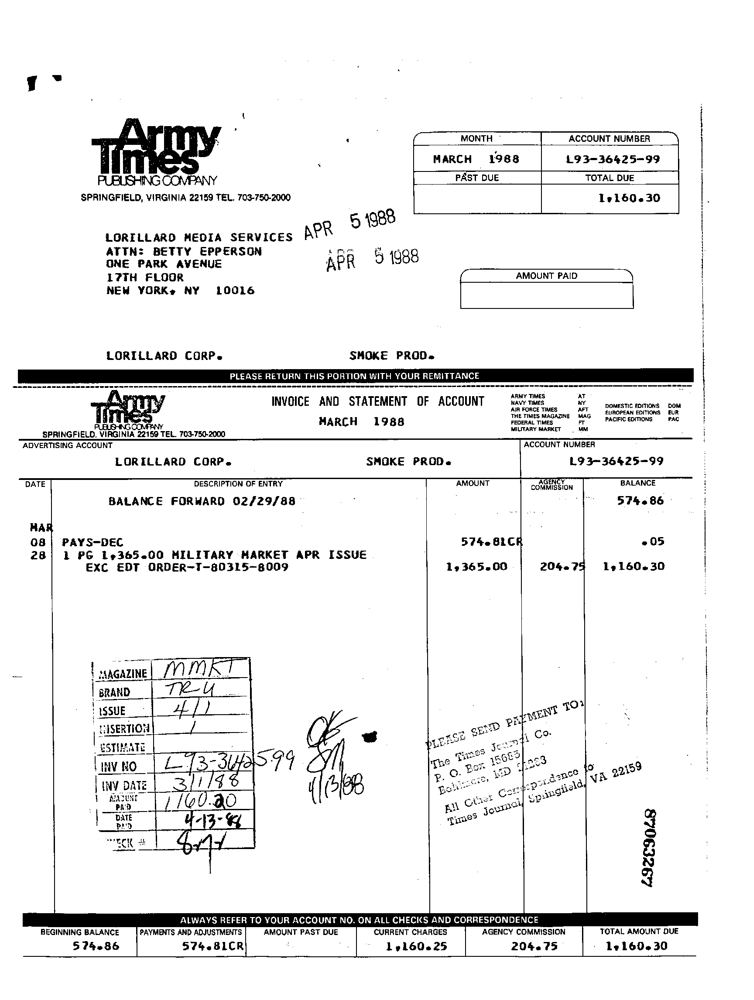 Army
Times
PUBLISHING COMPANY
SPRINGFIELD, VIRGINIA 22159 TEL. 703-750-2000
MONTH ACCOUNT NUMBER
MARCH 1988 L93-36425-99
PAST DUE TOTAL DUE
1,160.30
APR 5 1988
APR 5 1988
LORILLARD MEDIA SERVICES
ATTN: BETTY EPPERSON
ONE PARK AVENUE
17TH FLOOR
NEW YORK, NY 10016
AMOUNT PAID
LORILLARD CORP. SMOKE PROD.
PLEASE RETURN THIS PORTION WITH YOUR REMITTANCE
Army
Times
PUBLISHING COMPANY
SPRINGFIELD, VIRGINIA 22159 TEL. 703-750-2000
INVOICE AND STATEMENT OF ACCOUNT
MARCH 1988
ARMY TIMES AT
NAVY TIMES NY
AIR FORCE TIMES AFT
THE TIMES MAGAZINE MAG
FEDERAL TIMES FT
MILITARY MARKET MM
DOMESTIC EDITIONS DOM
EUROPEAN EDITIONS EUR
PACIFIC EDITIONS PAC
ADVERTISING ACCOUNT ACCOUNT NUMBER
LORILLARD CORP. SMOKE PROD. L93-36425-99
DATE DESCRIPTION OF ENTRY AMOUNT AGENCY COMMISSION BALANCE
BALANCE FORWARD 02/29/88 574.86
MAR
08 PAYS-DEC 574.81CR .05
28 1 PG 1,365.00 MILITARY MARKET APR ISSUE
EXC EDT ORDER-T-80315-8009 1,365.00 204.75 1,160.30
MAGAZINE MMKT
BRAND TRU
ISSUE 4/1
INSERTION 1
ESTIMATE
INV NO L93-3642599
INV DATE 3/1/88
AMOUNT PAID 1160.20
DATE PAID 4-13-88
CHECK #
OK
4/13/88
PLEASE SEND PAYMENT TO:
The Times Journal Co.
P. O. Box 15683
Baltimore, MD 21263
All Other Correspondence to
Times Journal, Springfield, VA 22159
87063267
ALWAYS REFER TO YOUR ACCOUNT NO. ON ALL CHECKS AND CORRESPONDENCE
BEGINNING BALANCE PAYMENTS AND ADJUSTMENTS AMOUNT PAST DUE CURRENT CHARGES AGENCY COMMISSION TOTAL AMOUNT DUE
574.86 574.81CR 1,160.25 204.75 1,160.30